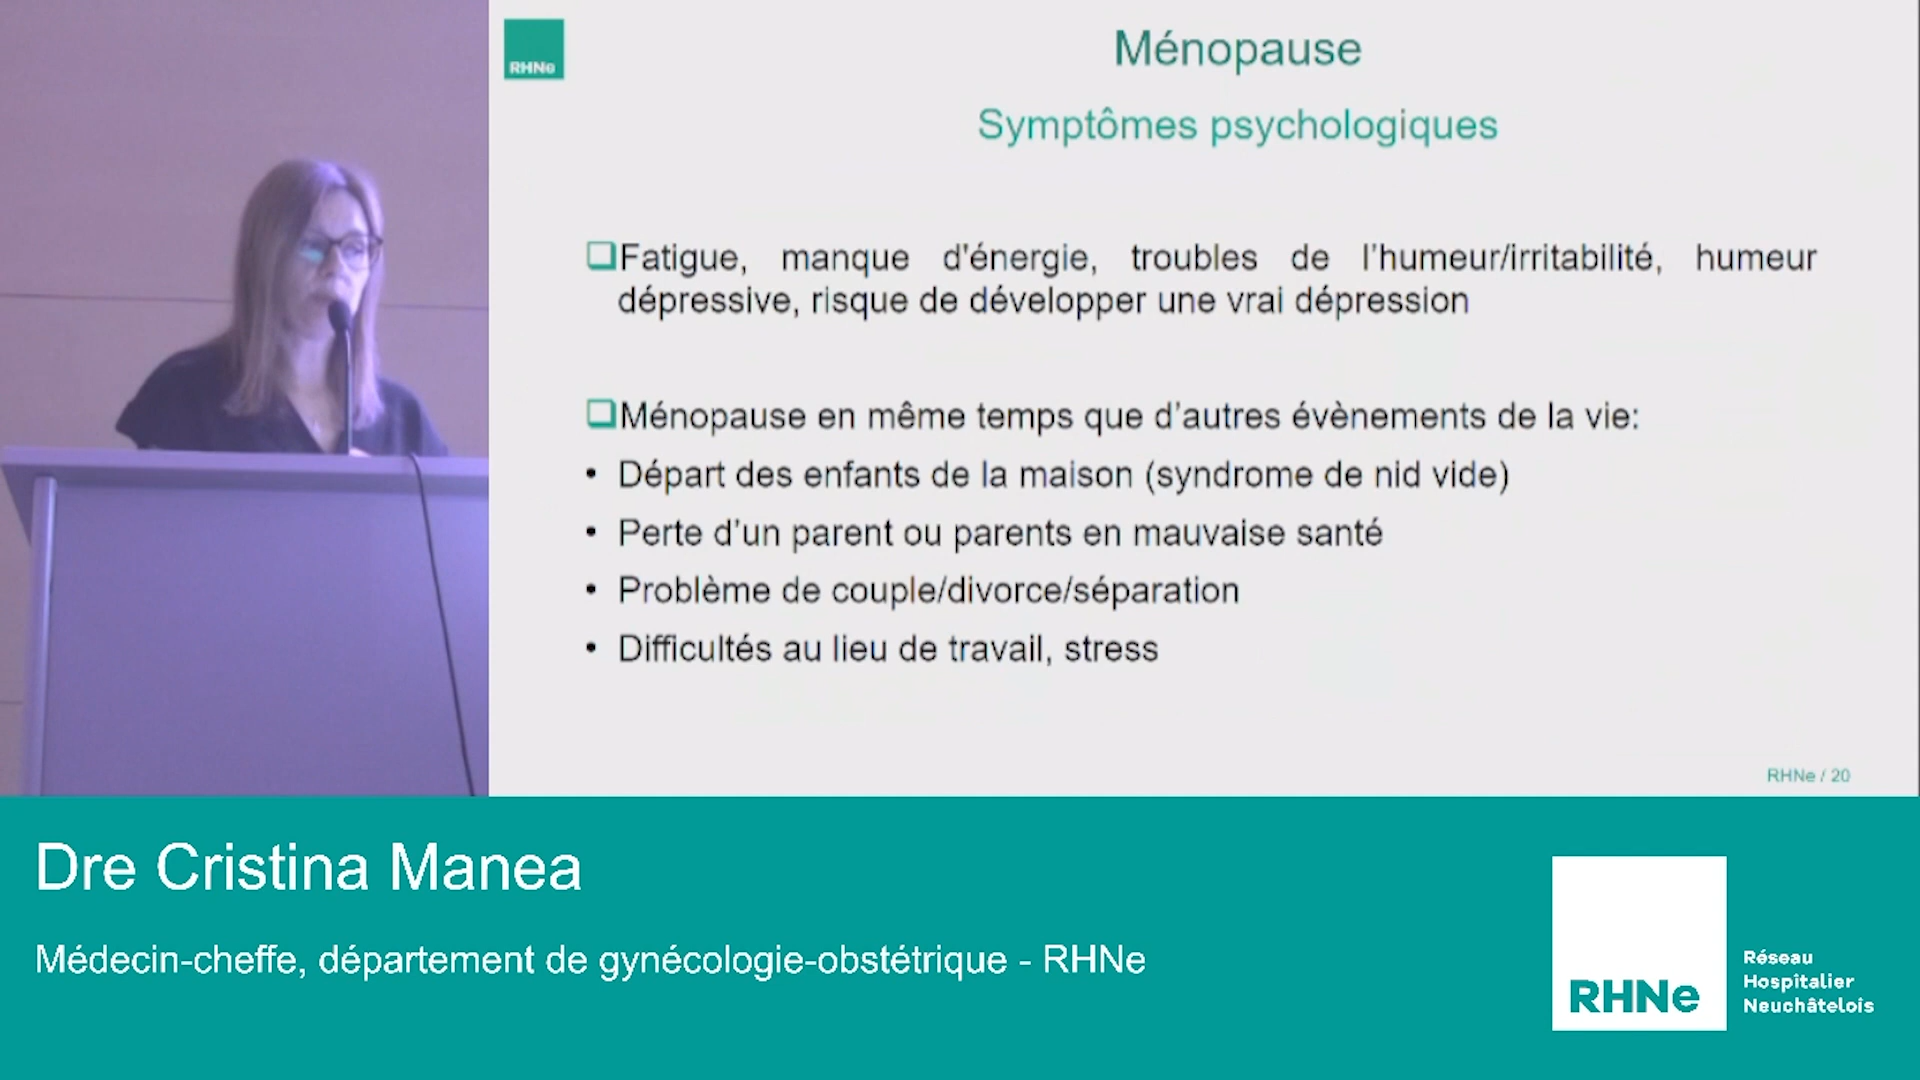 RHNe
Ménopause
Symptômes psychologiques
Fatigue, manque d'énergie, troubles de l'humeur/irritabilité, humeur
dépressive, risque de développer une vrai dépression
Ménopause en même temps que d'autres évènements de la vie:
• Départ des enfants de la maison (syndrome de nid vide)
• Perte d'un parent ou parents en mauvaise santé
• Problème de couple/divorce/séparation
• Difficultés au lieu de travail, stress
RHNe / 20
Dre Cristina Manea
Médecin-cheffe, département de gynécologie-obstétrique - RHNe
RHNe
Réseau
Hospitalier
Neuchâtelois